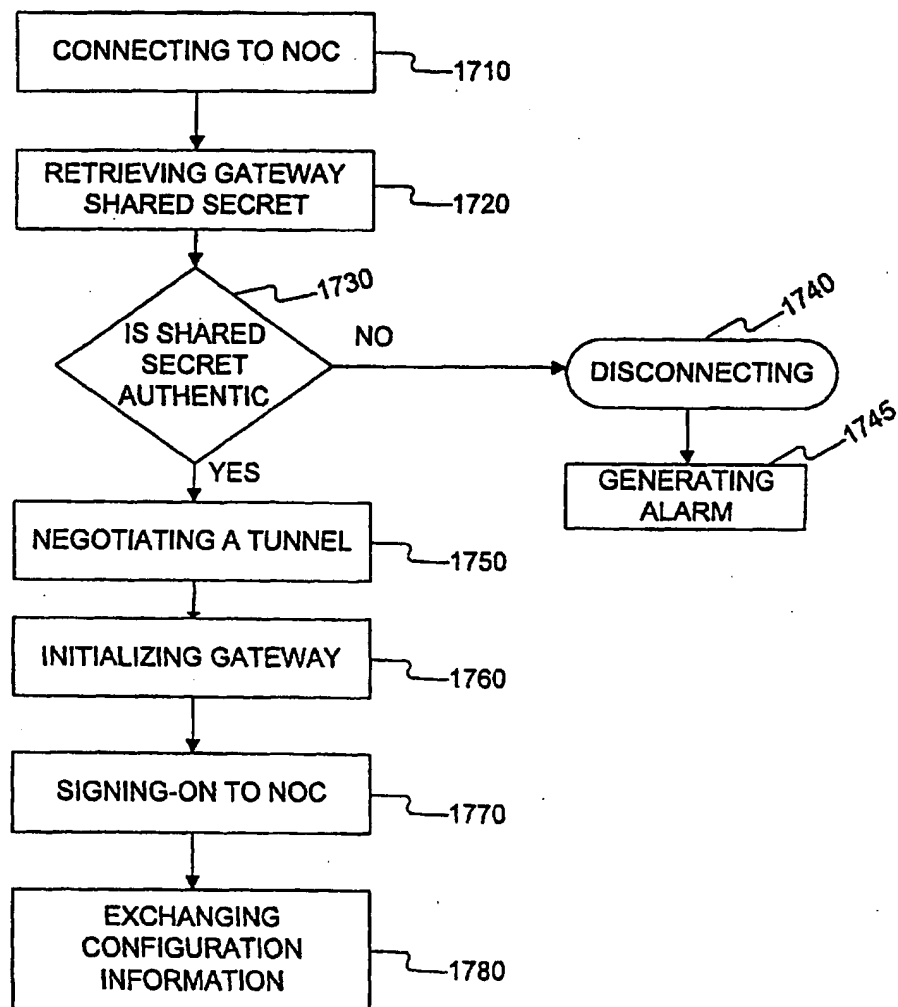 CONNECTING TO NOC
1710
RETRIEVING GATEWAY
SHARED SECRET
1720
1730
IS SHARED
SECRET
AUTHENTIC
NO
1740
DISCONNECTING
1745
GENERATING
ALARM
YES
NEGOTIATING A TUNNEL
1750
INITIALIZING GATEWAY
1760
SIGNING-ON TO NOC
1770
EXCHANGING
CONFIGURATION
INFORMATION
1780